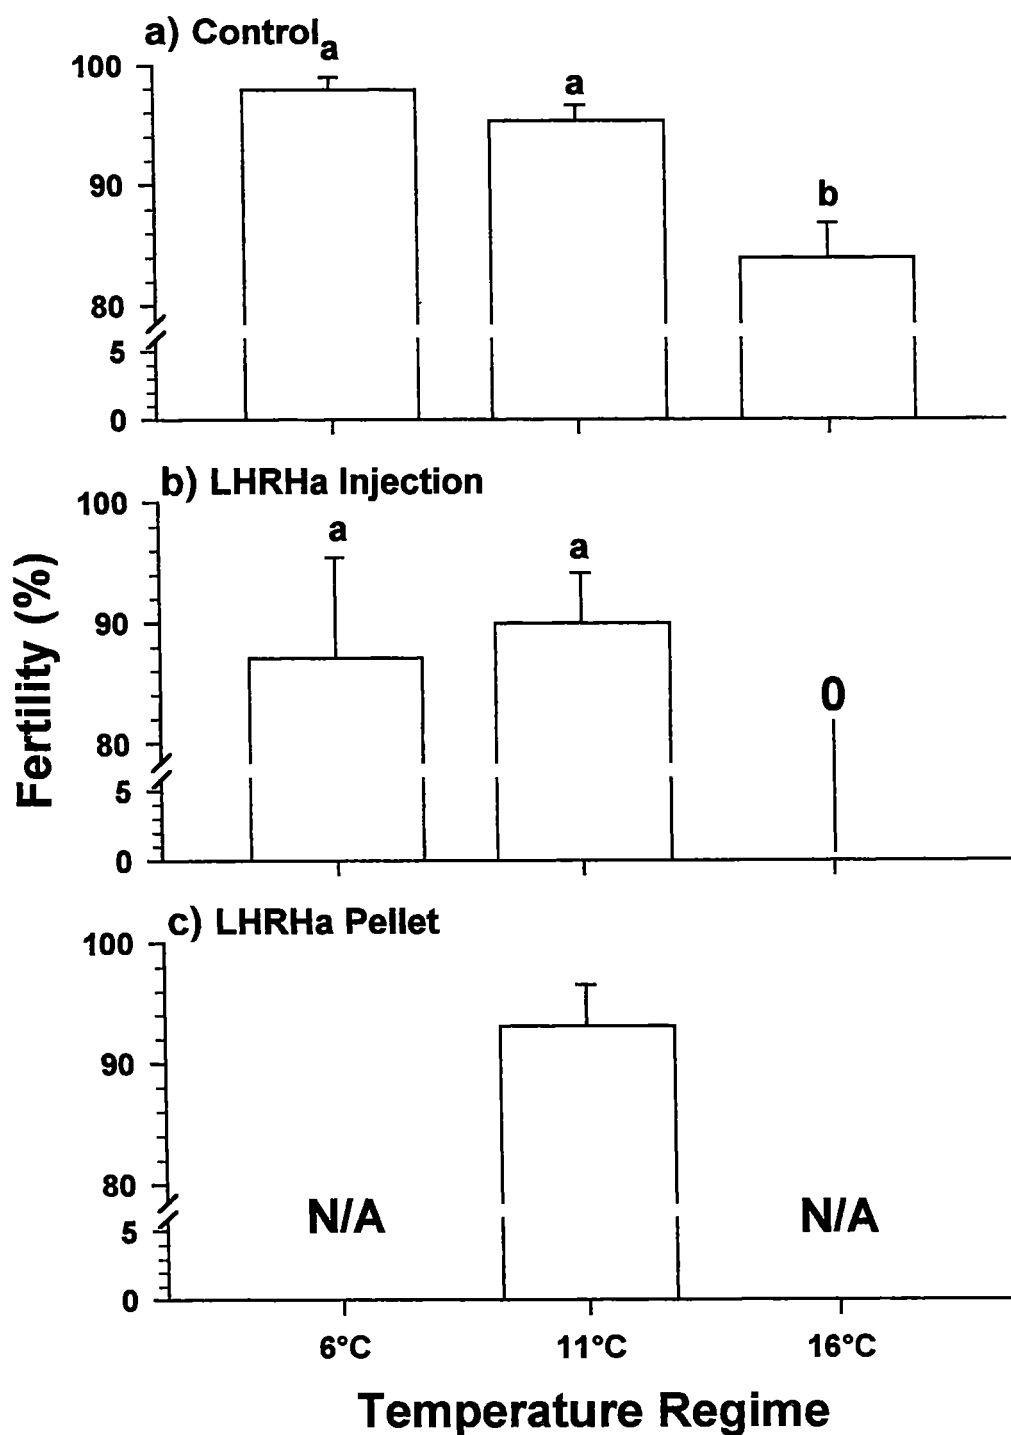 a) Control
a
a
b
100
90
80
5
0
b) LHRHa Injection
a
a
0
100
90
80
5
0
Fertility (%)
c) LHRHa Pellet
100
90
80
5
0
N/A
N/A
6°C
11°C
16°C
Temperature Regime